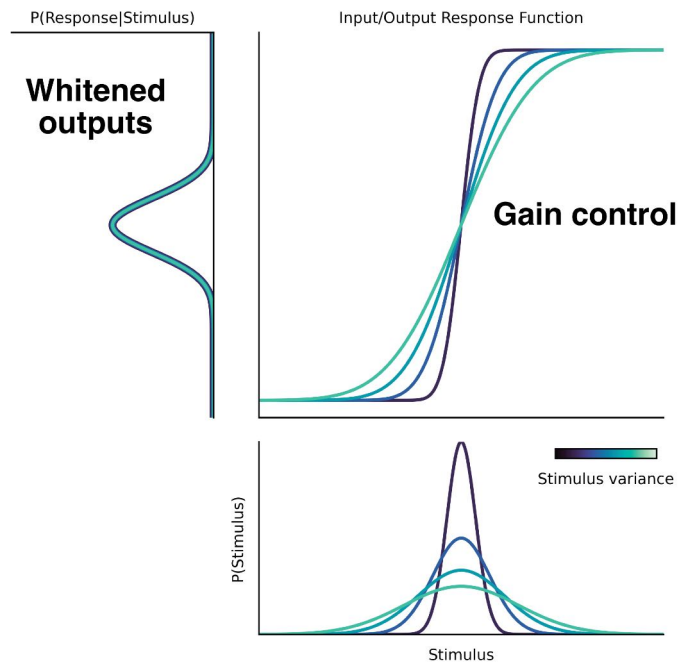 P(Response|Stimulus)
Input/Output Response Function
Whitened
outputs
Gain control
Stimulus variance
P(Stimulus)
Stimulus